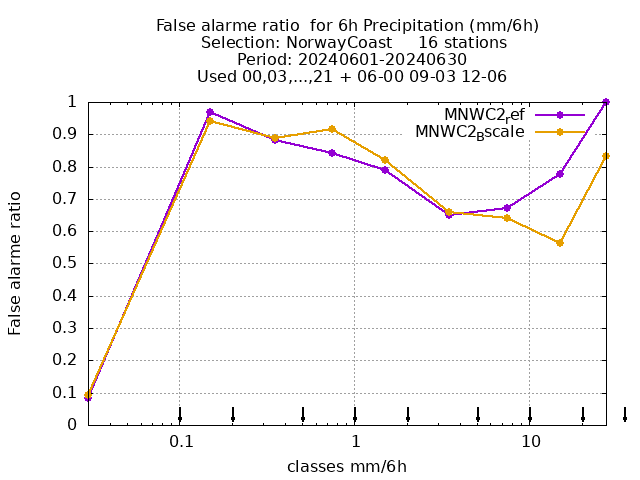 False alarme ratio  for 6h Precipitation (mm/6h)
Selection: NorwayCoast     16 stations
Period: 20240601-20240630
Used 00,03,...,21 + 06-00 09-03 12-06
MNWC2ref
MNWC2Bscale
1
0.9
0.8
0.7
0.6
0.5
0.4
0.3
0.2
0.1
0
False alarme ratio
0.1 1 10
classes mm/6h